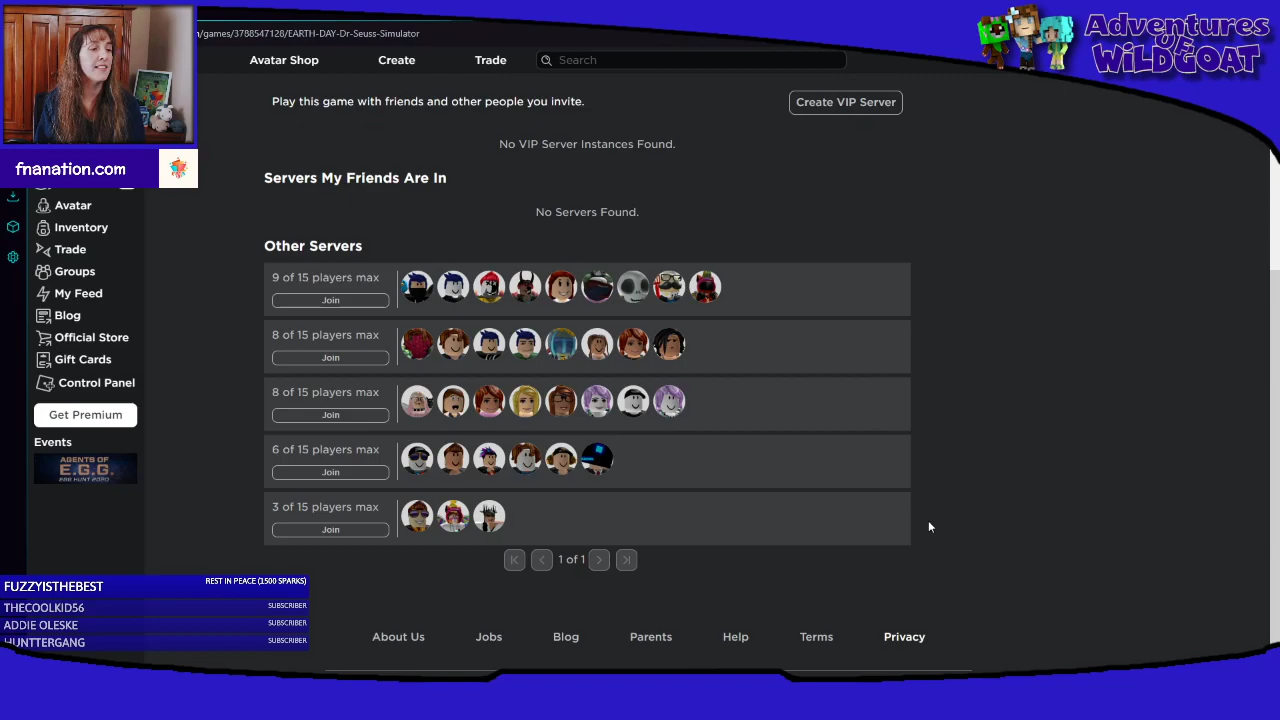 Adventures
OF
WILDGOAT
/games/3788547128/EARTH-DAY-Dr-Seuss-Simulator
Avatar Shop
Create
Trade
Search
Play this game with friends and other people you invite.
Create VIP Server
No VIP Server Instances Found.
fnanation.com
Servers My Friends Are In
No Servers Found.
Avatar
Inventory
Trade
Groups
My Feed
Blog
Official Store
Gift Cards
Control Panel
Get Premium
Events
AGENTS OF
E.G.G.
EGG HUNT 2020
Other Servers
9 of 15 players max
Join
8 of 15 players max
Join
8 of 15 players max
Join
6 of 15 players max
Join
3 of 15 players max
Join
1 of 1
FUZZYISTHEBEST REST IN PEACE (1500 SPARKS)
THECOOLKID56 SUBSCRIBER
ADDIE OLESKE SUBSCRIBER
HUNTTERGANG SUBSCRIBER
About Us
Jobs
Blog
Parents
Help
Terms
Privacy